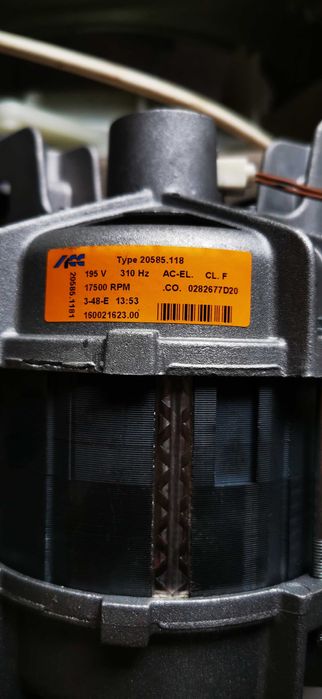 ACC Type 20585.118
195 V 310 Hz AC-EL. CL. F
17500 RPM .CO. 0282677D20
3-48-E 13:53
160021623.00
20585.1181